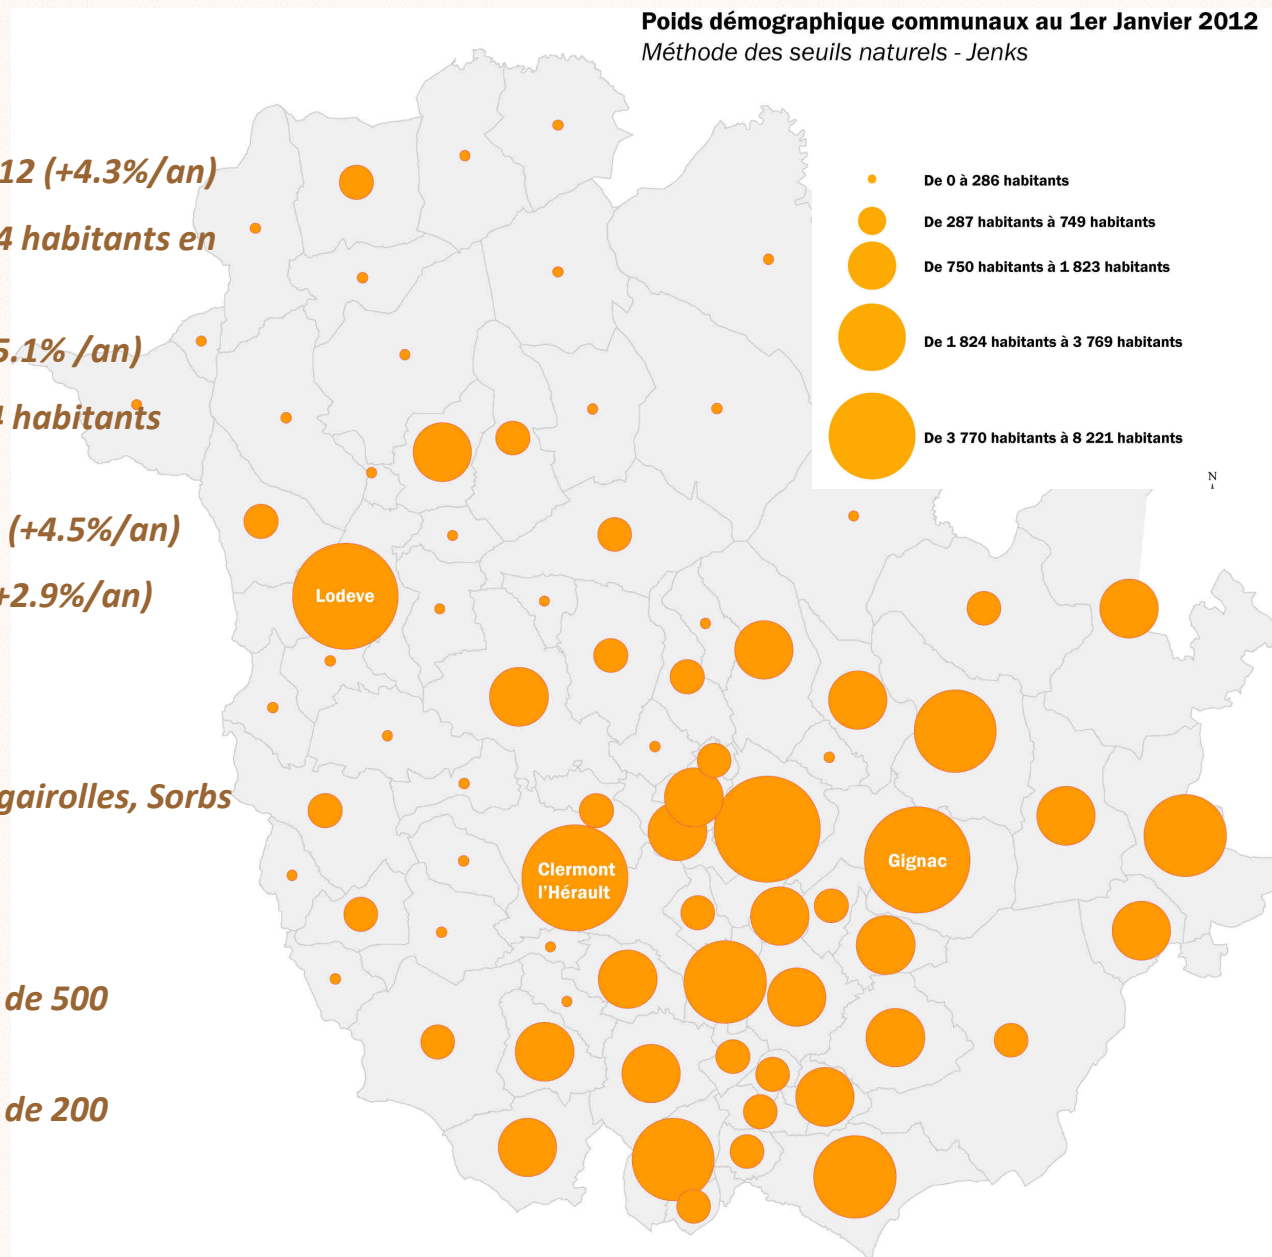 Poids démographique communaux au 1er Janvier 2012
Méthode des seuils naturels - Jenks
De 0 à 286 habitants
De 287 habitants à 749 habitants
De 750 habitants à 1 823 habitants
De 1 824 habitants à 3 769 habitants
De 3 770 habitants à 8 221 habitants
N
12 (+4.3%/an)
4 habitants en
5.1% /an)
habitants
(+4.5%/an)
+2.9%/an)
gairolles, Sorbs
de 500
de 200
Lodeve
Clermont
l'Hérault
Gignac